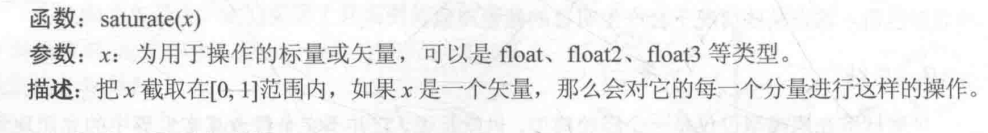 函数：saturate(x)
参数：x：为用于操作的标量或矢量，可以是 float、float2、float3 等类型。
描述：把 x 截取在[0, 1]范围内，如果 x 是一个矢量，那么会对它的每一个分量进行这样的操作。